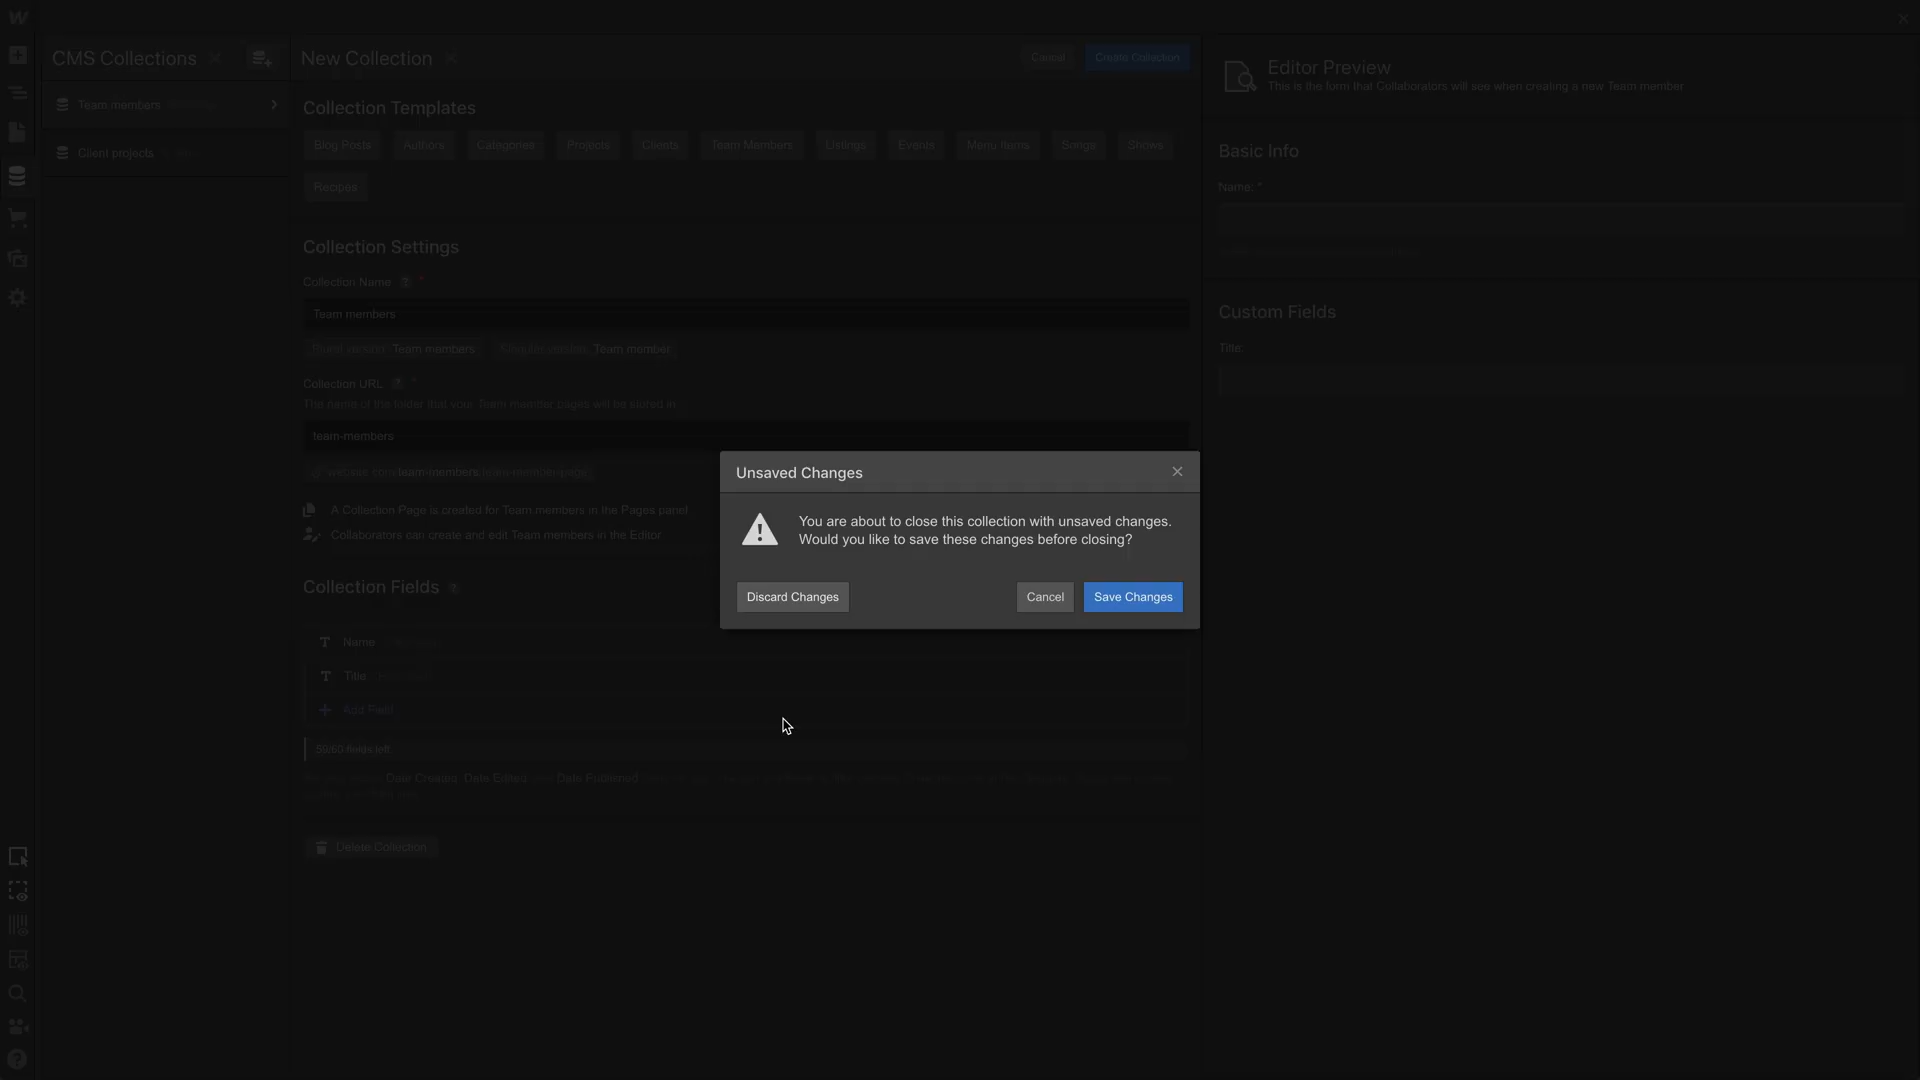 CMS Collections
New Collection
Cancel
Create Collection
Editor Preview
This is the form that Collaborators will see when creating a new Team member
Team members
Client projects
Collection Templates
Blog Posts
Authors
Categories
Projects
Clients
Team Members
Listings
Events
Menu Items
Songs
Shows
Recipes
Basic Info
Name: *
Collection Settings
Collection Name ? *
Team members
Plural version: Team members
Singular version: Team member
Custom Fields
Title:
Collection URL ? *
The name of the folder that your Team member pages will be stored in
team-members
team-members
A Collection Page is created for Team members in the Pages panel
Collaborators can create and edit Team members in the Editor
Unsaved Changes
You are about to close this collection with unsaved changes.
Would you like to save these changes before closing?
Discard Changes
Cancel
Save Changes
Collection Fields ?
Name
Title
Add Field
59/60 fields left
Date Created, Date Edited, Date Published
Delete Collection